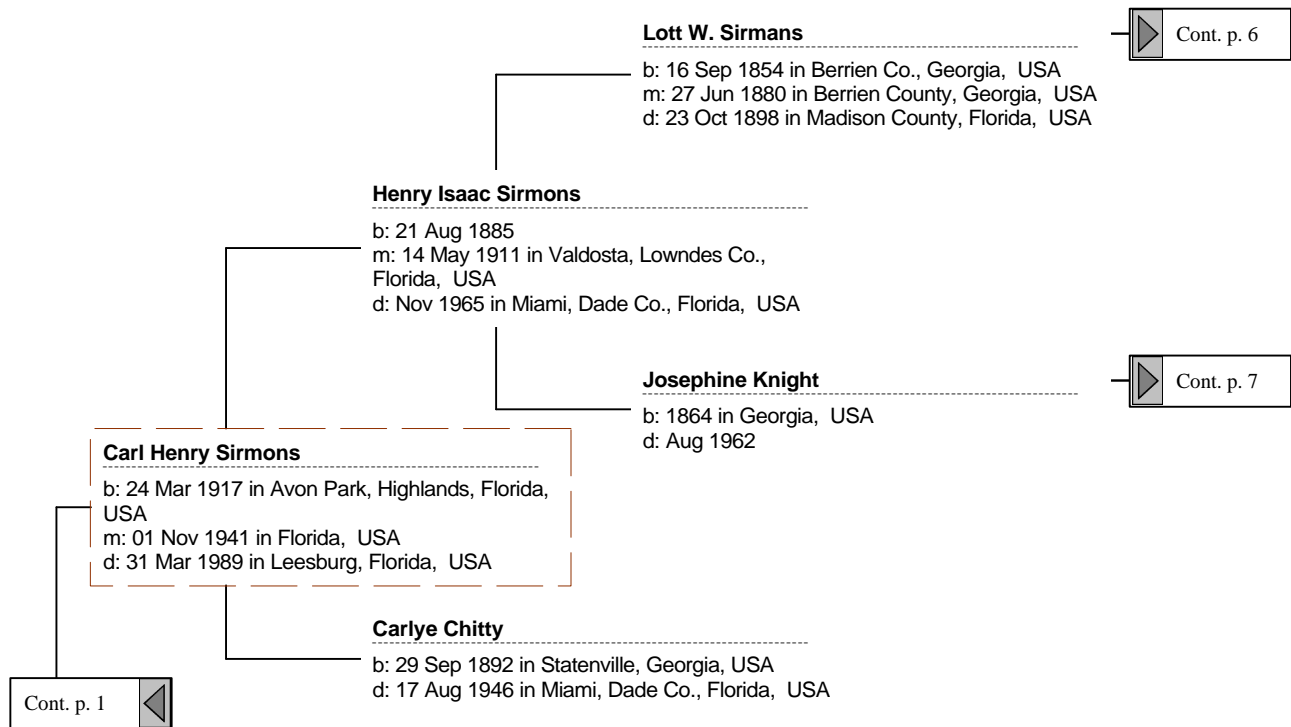 Lott W. Sirmans
b: 16 Sep 1854 in Berrien Co., Georgia, USA
m: 27 Jun 1880 in Berrien County, Georgia, USA
d: 23 Oct 1898 in Madison County, Florida, USA
Cont. p. 6
Henry Isaac Sirmons
b: 21 Aug 1885
m: 14 May 1911 in Valdosta, Lowndes Co.,
Florida, USA
d: Nov 1965 in Miami, Dade Co., Florida, USA
Josephine Knight
b: 1864 in Georgia, USA
d: Aug 1962
Cont. p. 7
Carl Henry Sirmons
b: 24 Mar 1917 in Avon Park, Highlands, Florida,
USA
m: 01 Nov 1941 in Florida, USA
d: 31 Mar 1989 in Leesburg, Florida, USA
Carlye Chitty
b: 29 Sep 1892 in Statenville, Georgia, USA
d: 17 Aug 1946 in Miami, Dade Co., Florida, USA
Cont. p. 1